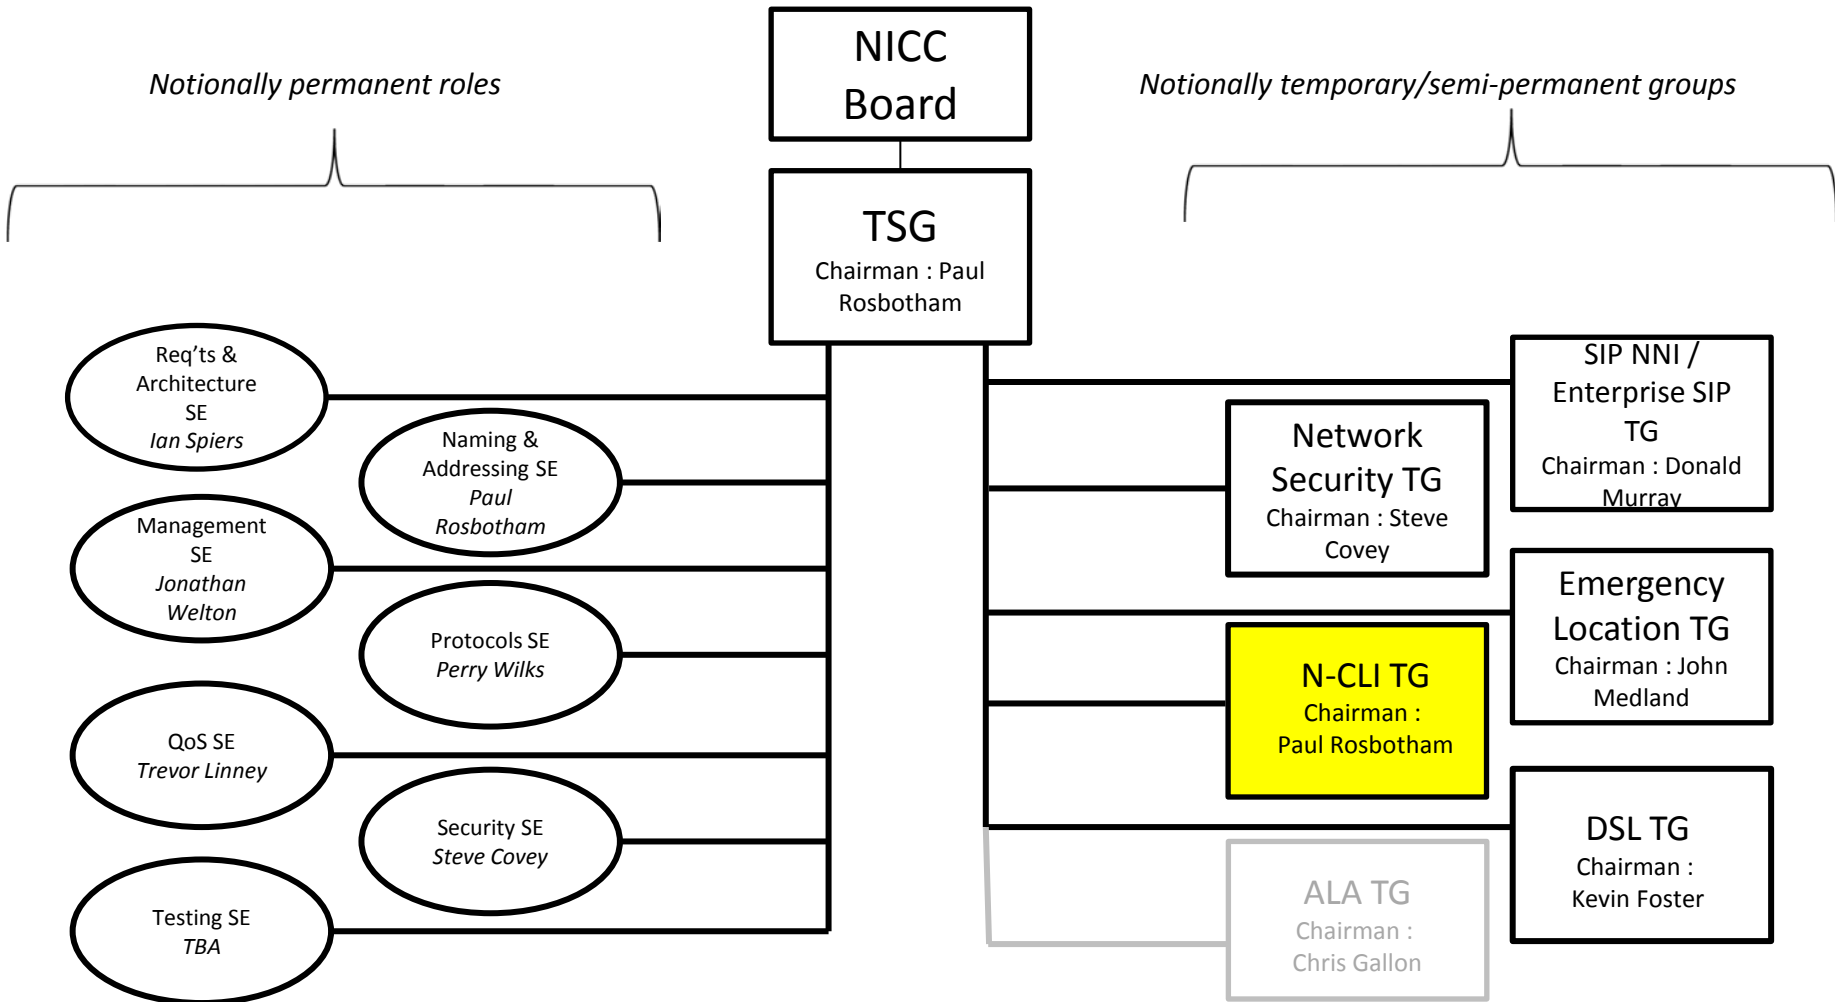 NICC
Board
Notionally permanent roles
Notionally temporary/semi-permanent groups
TSG
Chairman : Paul
Rosbotham
Req'ts &
Architecture
SE
Ian Spiers
Naming &
Addressing SE
Paul
Rosbotham
Management
SE
Jonathan
Welton
Protocols SE
Perry Wilks
QoS SE
Trevor Linney
Security SE
Steve Covey
Testing SE
TBA
SIP NNI /
Enterprise SIP
TG
Chairman : Donald
Murray
Network
Security TG
Chairman : Steve
Covey
Emergency
Location TG
Chairman : John
Medland
N-CLI TG
Chairman :
Paul Rosbotham
DSL TG
Chairman :
Kevin Foster
ALA TG
Chairman :
Chris Gallon